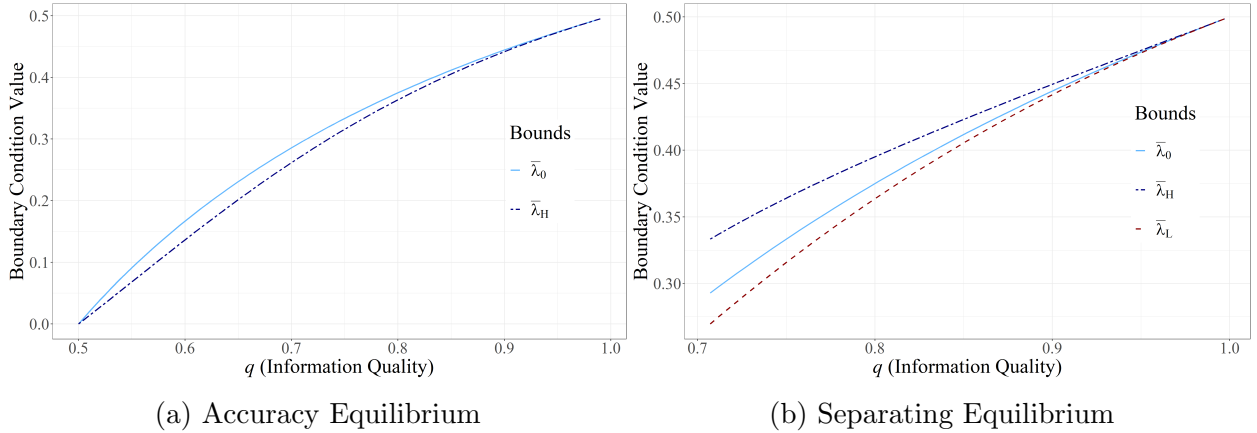 Boundary Condition Value
0.5
0.4
0.3
0.2
0.1
0.0
0.5 0.6 0.7 0.8 0.9 1.0
q (Information Quality)
Bounds
λ̅0
λ̅H
(a) Accuracy Equilibrium
Boundary Condition Value
0.50
0.45
0.40
0.35
0.30
0.7 0.8 0.9 1.0
q (Information Quality)
Bounds
λ̅0
λ̅H
λ̅L
(b) Separating Equilibrium